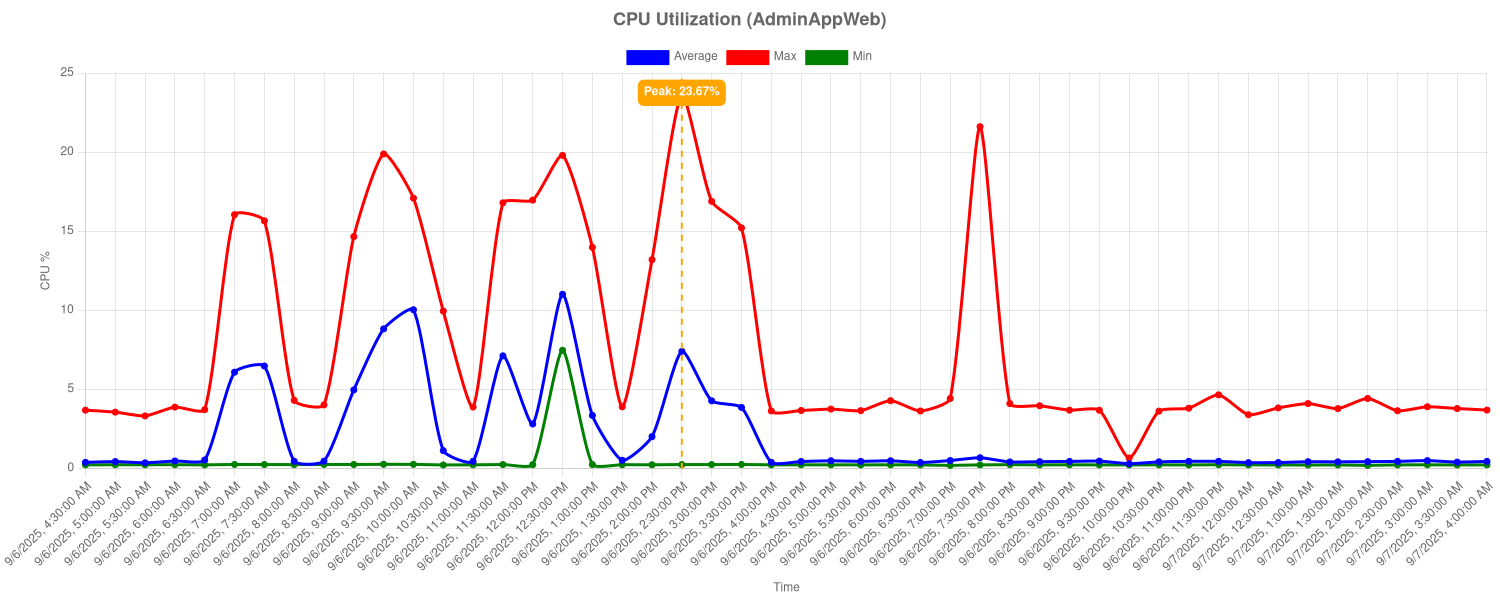 CPU Utilization (AdminAppWeb)
Average Max Min
Peak: 23.67%
25
20
15
10
5
0
CPU %
9/6/2025, 4:30:00 AM
9/6/2025, 5:00:00 AM
9/6/2025, 5:30:00 AM
9/6/2025, 6:00:00 AM
9/6/2025, 6:30:00 AM
9/6/2025, 7:00:00 AM
9/6/2025, 7:30:00 AM
9/6/2025, 8:00:00 AM
9/6/2025, 8:30:00 AM
9/6/2025, 9:00:00 AM
9/6/2025, 9:30:00 AM
9/6/2025, 10:00:00 AM
9/6/2025, 10:30:00 AM
9/6/2025, 11:00:00 AM
9/6/2025, 11:30:00 AM
9/6/2025, 12:00:00 PM
9/6/2025, 12:30:00 PM
9/6/2025, 1:00:00 PM
9/6/2025, 1:30:00 PM
9/6/2025, 2:00:00 PM
9/6/2025, 2:30:00 PM
9/6/2025, 3:00:00 PM
9/6/2025, 3:30:00 PM
9/6/2025, 4:00:00 PM
9/6/2025, 4:30:00 PM
9/6/2025, 5:00:00 PM
9/6/2025, 5:30:00 PM
9/6/2025, 6:00:00 PM
9/6/2025, 6:30:00 PM
9/6/2025, 7:00:00 PM
9/6/2025, 7:30:00 PM
9/6/2025, 8:00:00 PM
9/6/2025, 8:30:00 PM
9/6/2025, 9:00:00 PM
9/6/2025, 9:30:00 PM
9/6/2025, 10:00:00 PM
9/6/2025, 10:30:00 PM
9/6/2025, 11:00:00 PM
9/6/2025, 11:30:00 PM
9/7/2025, 12:00:00 AM
9/7/2025, 12:30:00 AM
9/7/2025, 1:00:00 AM
9/7/2025, 1:30:00 AM
9/7/2025, 2:00:00 AM
9/7/2025, 2:30:00 AM
9/7/2025, 3:00:00 AM
9/7/2025, 3:30:00 AM
9/7/2025, 4:00:00 AM
Time